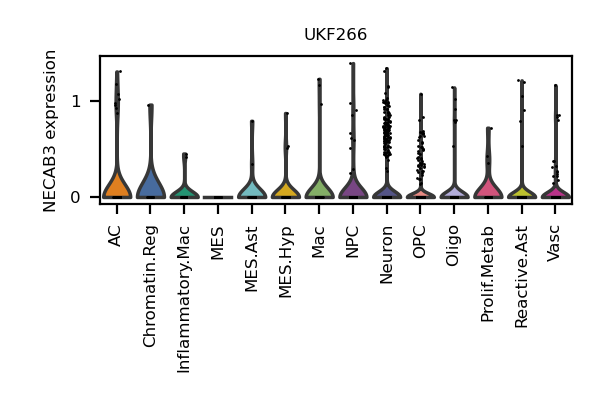 UKF266
NECAB3 expression
1
0
AC
Chromatin.Reg
Inflammatory.Mac
MES
MES.Ast
MES.Hyp
Mac
NPC
Neuron
OPC
Oligo
Prolif.Metab
Reactive.Ast
Vasc